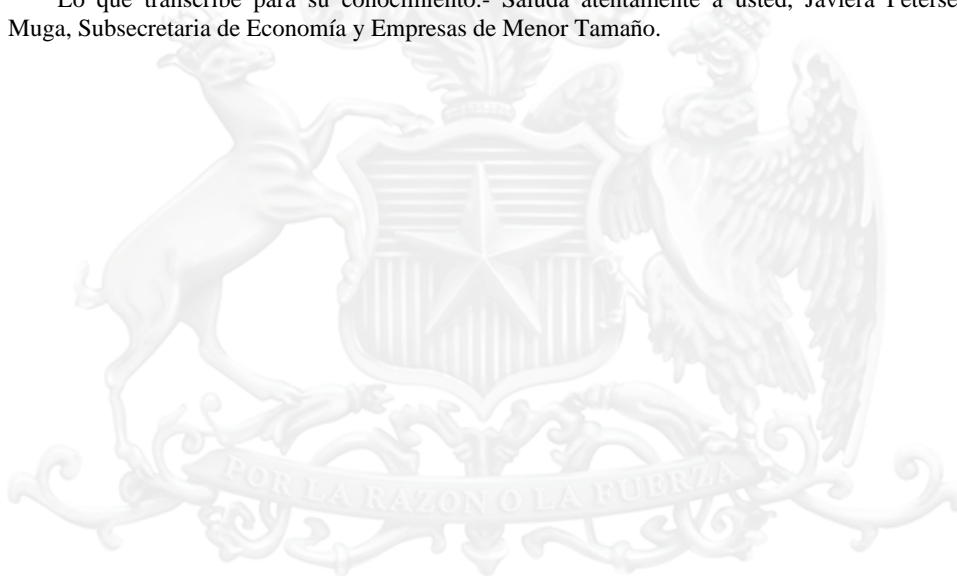 Lo que transcribe para su conocimiento.- Saluda atentamente a usted, Javiera
Muga, Subsecretaria de Economía y Empresas de Menor Tamaño.
POR LA RAZON O LA FUERZA